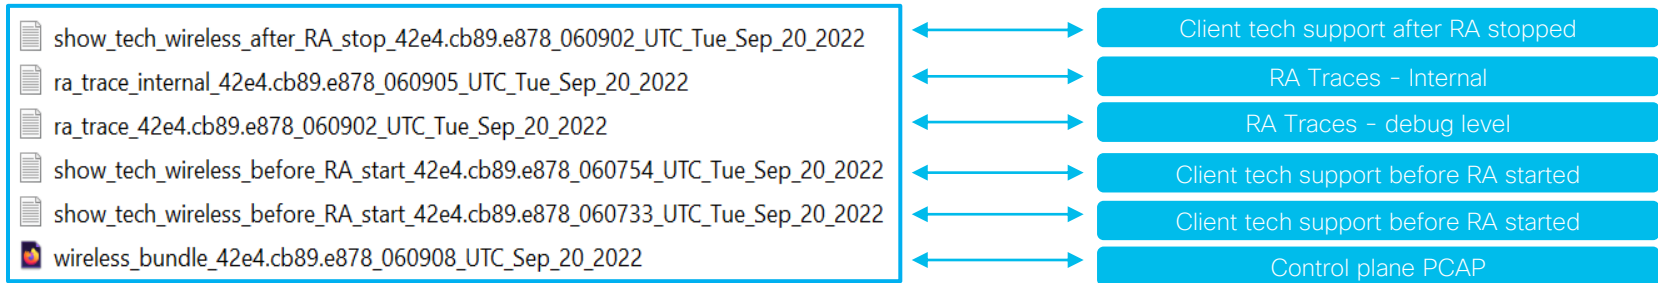 show_tech_wireless_after_RA_stop_42e4.cb89.e878_060902_UTC_Tue_Sep_20_2022
Client tech support after RA stopped
ra_trace_internal_42e4.cb89.e878_060905_UTC_Tue_Sep_20_2022
RA Traces - Internal
ra_trace_42e4.cb89.e878_060902_UTC_Tue_Sep_20_2022
RA Traces - debug level
show_tech_wireless_before_RA_start_42e4.cb89.e878_060754_UTC_Tue_Sep_20_2022
Client tech support before RA started
show_tech_wireless_before_RA_start_42e4.cb89.e878_060733_UTC_Tue_Sep_20_2022
Client tech support before RA started
wireless_bundle_42e4.cb89.e878_060908_UTC_Sep_20_2022
Control plane PCAP